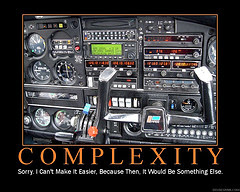 COMPLEXITY
Sorry. I Can't Make It Easier, Because Then, It Would Be Something Else.